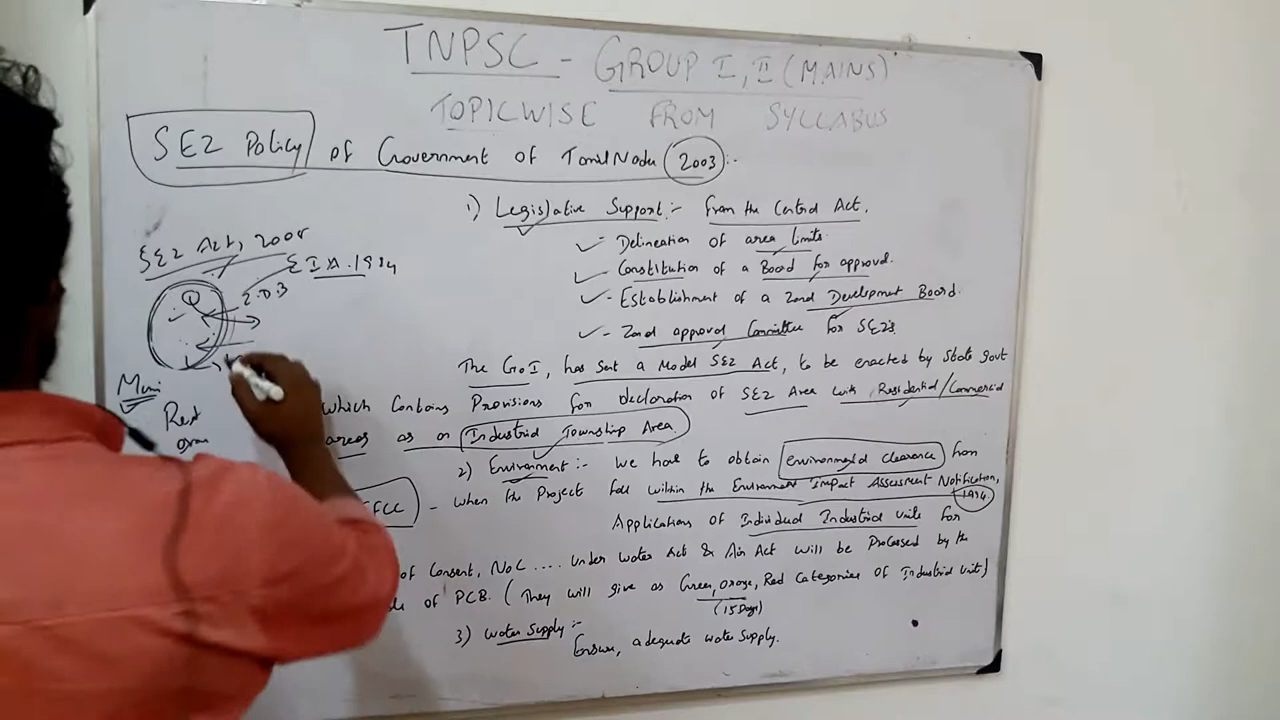 TNPSC - GROUP I, II (MAINS)
TOPICWISE FROM SYLLABUS
SEZ Policy of Government of Tamil Nadu 2003 :-
1) Legislative Support :- From the Central Act.
✓ - Delineation of area limits.
✓ - Constitution of a Board for approval.
✓ - Establishment of a Zonal Development Board.
✓ - Zonal approval Committee for SEZ's
The GoI, has sent a Model SEZ Act, to be enacted by State Govt
which Contains Provisions for declaration of SEZ Area with Residential/Commercial
areas as an Industrial Township Area.
2) Environment :- We have to obtain Environmental clearance from
FCC - when the Project fall within the Environment Impact Assessment Notification,
1994
Applications of Individual Industrial units for
of Consent, NOC .... under Water Act & Air Act will be Processed by the
of PCB. (They will give as Green, orange, Red Categories of Industrial unit)
(15 Days)
3) Water Supply :-
Ensure, adequate water supply.
SEZ Act, 2005
EIA.1994
2003